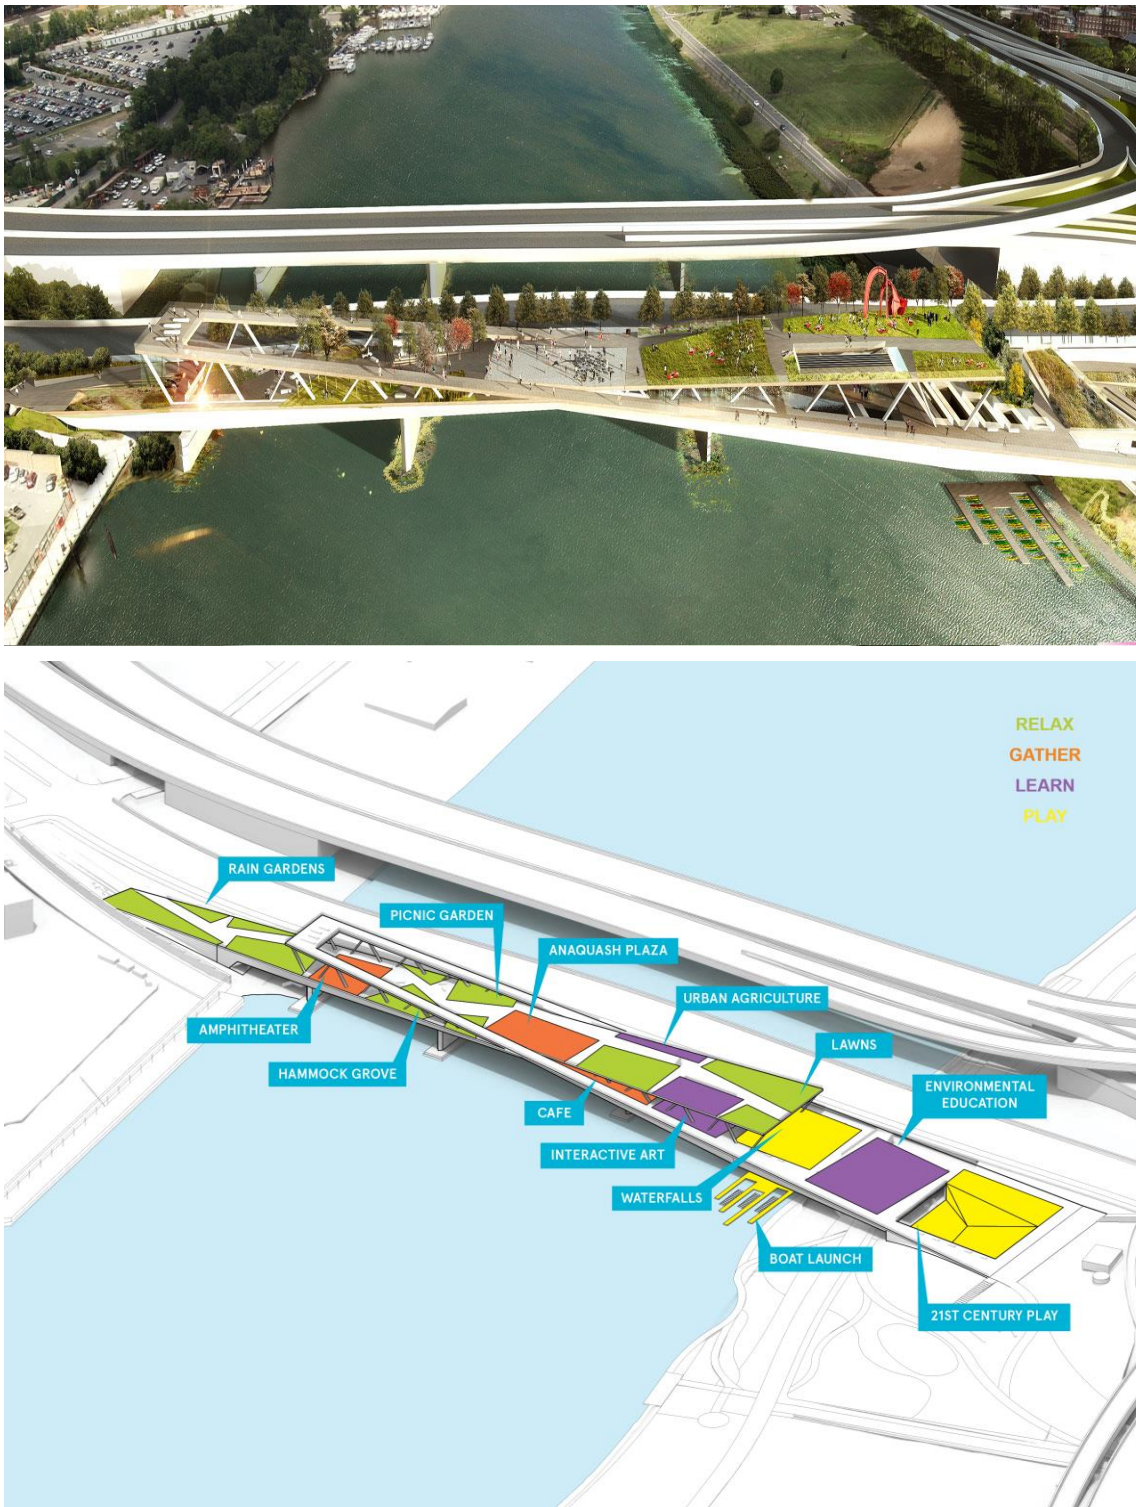 RELAX
GATHER
LEARN
PLAY
RAIN GARDENS
PICNIC GARDEN
ANAQUASH PLAZA
URBAN AGRICULTURE
LAWNS
AMPHITHEATER
HAMMOCK GROVE
ENVIRONMENTAL
EDUCATION
CAFE
INTERACTIVE ART
WATERFALLS
BOAT LAUNCH
21ST CENTURY PLAY